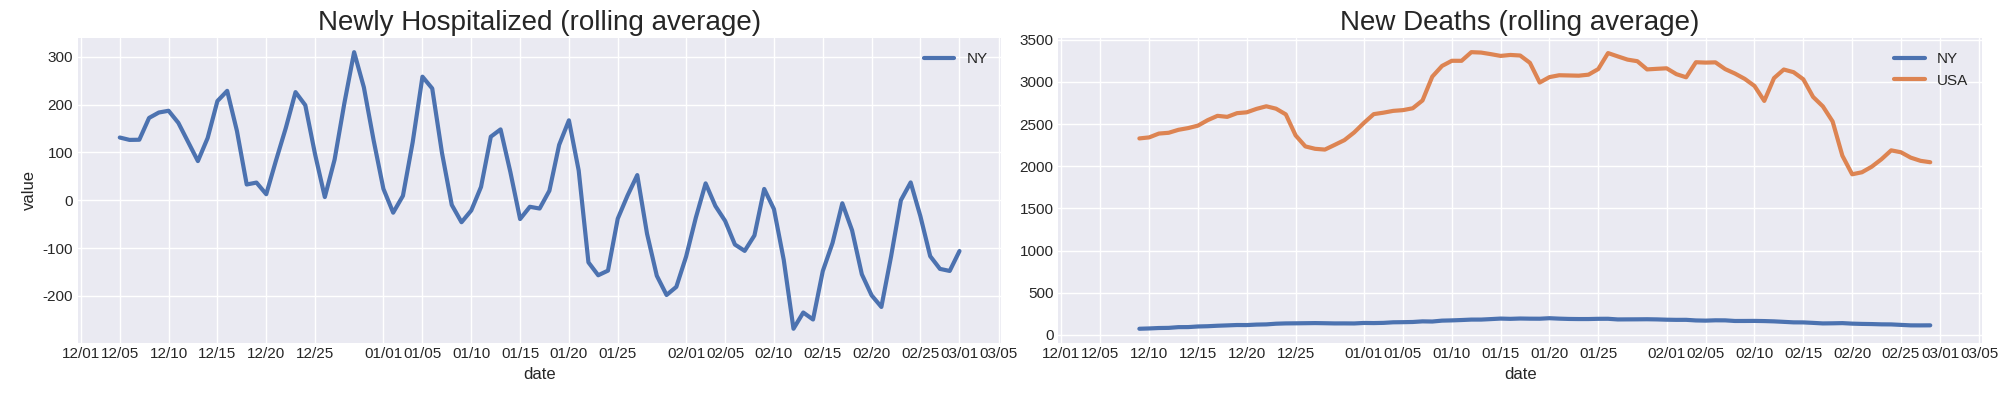 Newly Hospitalized (rolling average)
300
200
100
0
-100
-200
value
NY
12/01 12/05 12/10 12/15 12/20 12/25 01/01 01/05 01/10 01/15 01/20 01/25 02/01 02/05 02/10 02/15 02/20 02/25 03/01 03/05
date
New Deaths (rolling average)
3500
3000
2500
2000
1500
1000
500
0
NY
USA
12/01 12/05 12/10 12/15 12/20 12/25 01/01 01/05 01/10 01/15 01/20 01/25 02/01 02/05 02/10 02/15 02/20 02/25 03/01 03/05
date